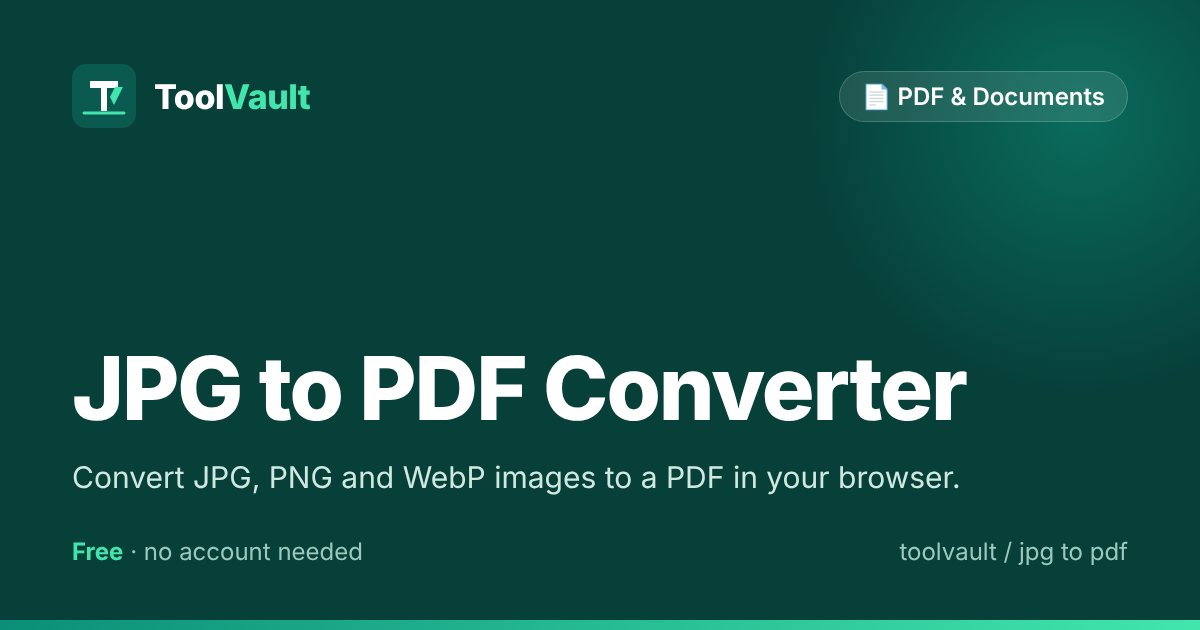 ToolVault
PDF & Documents
JPG to PDF Converter
Convert JPG, PNG and WebP images to a PDF in your browser.
Free · no account needed
toolvault / jpg to pdf